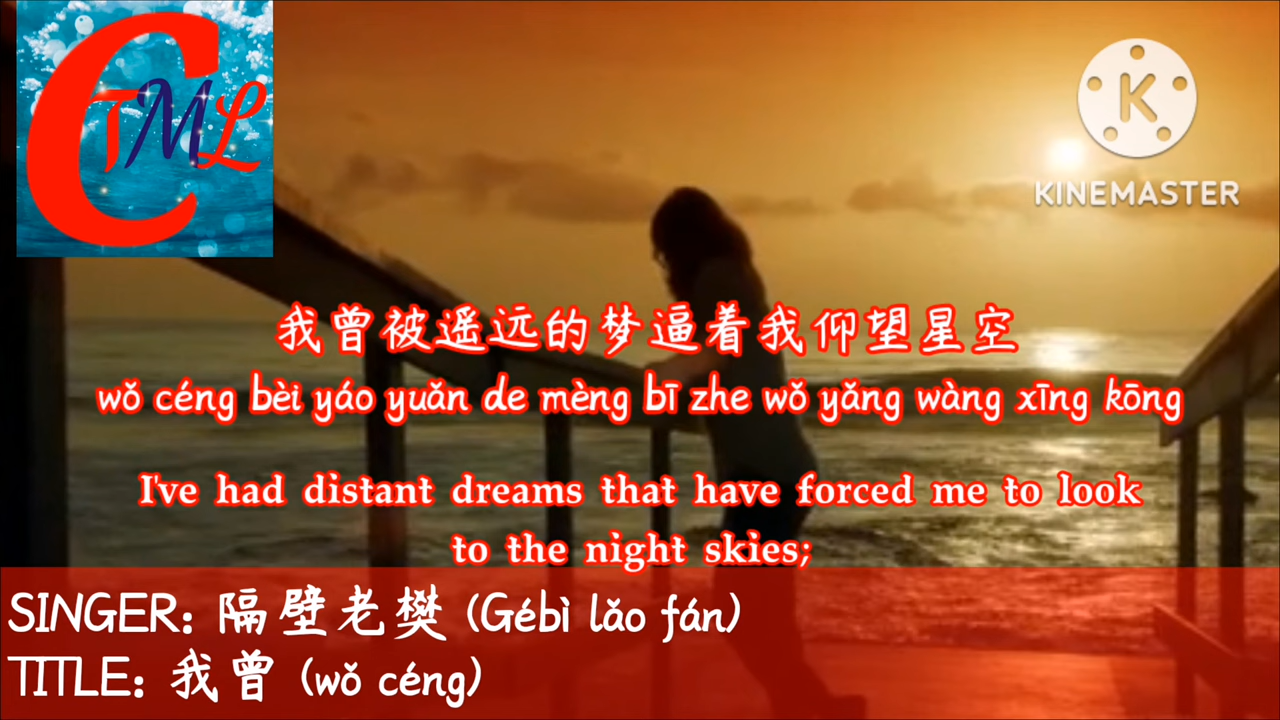 CTML
KINEMASTER
我曾被遥远的梦逼着我仰望星空
wǒ céng bèi yáo yuǎn de mèng bī zhe wǒ yǎng wàng xīng kōng
I've had distant dreams that have forced me to look
to the night skies;
SINGER: 隔壁老樊 (Gébì lǎo fán)
TITLE: 我曾 (wǒ céng)